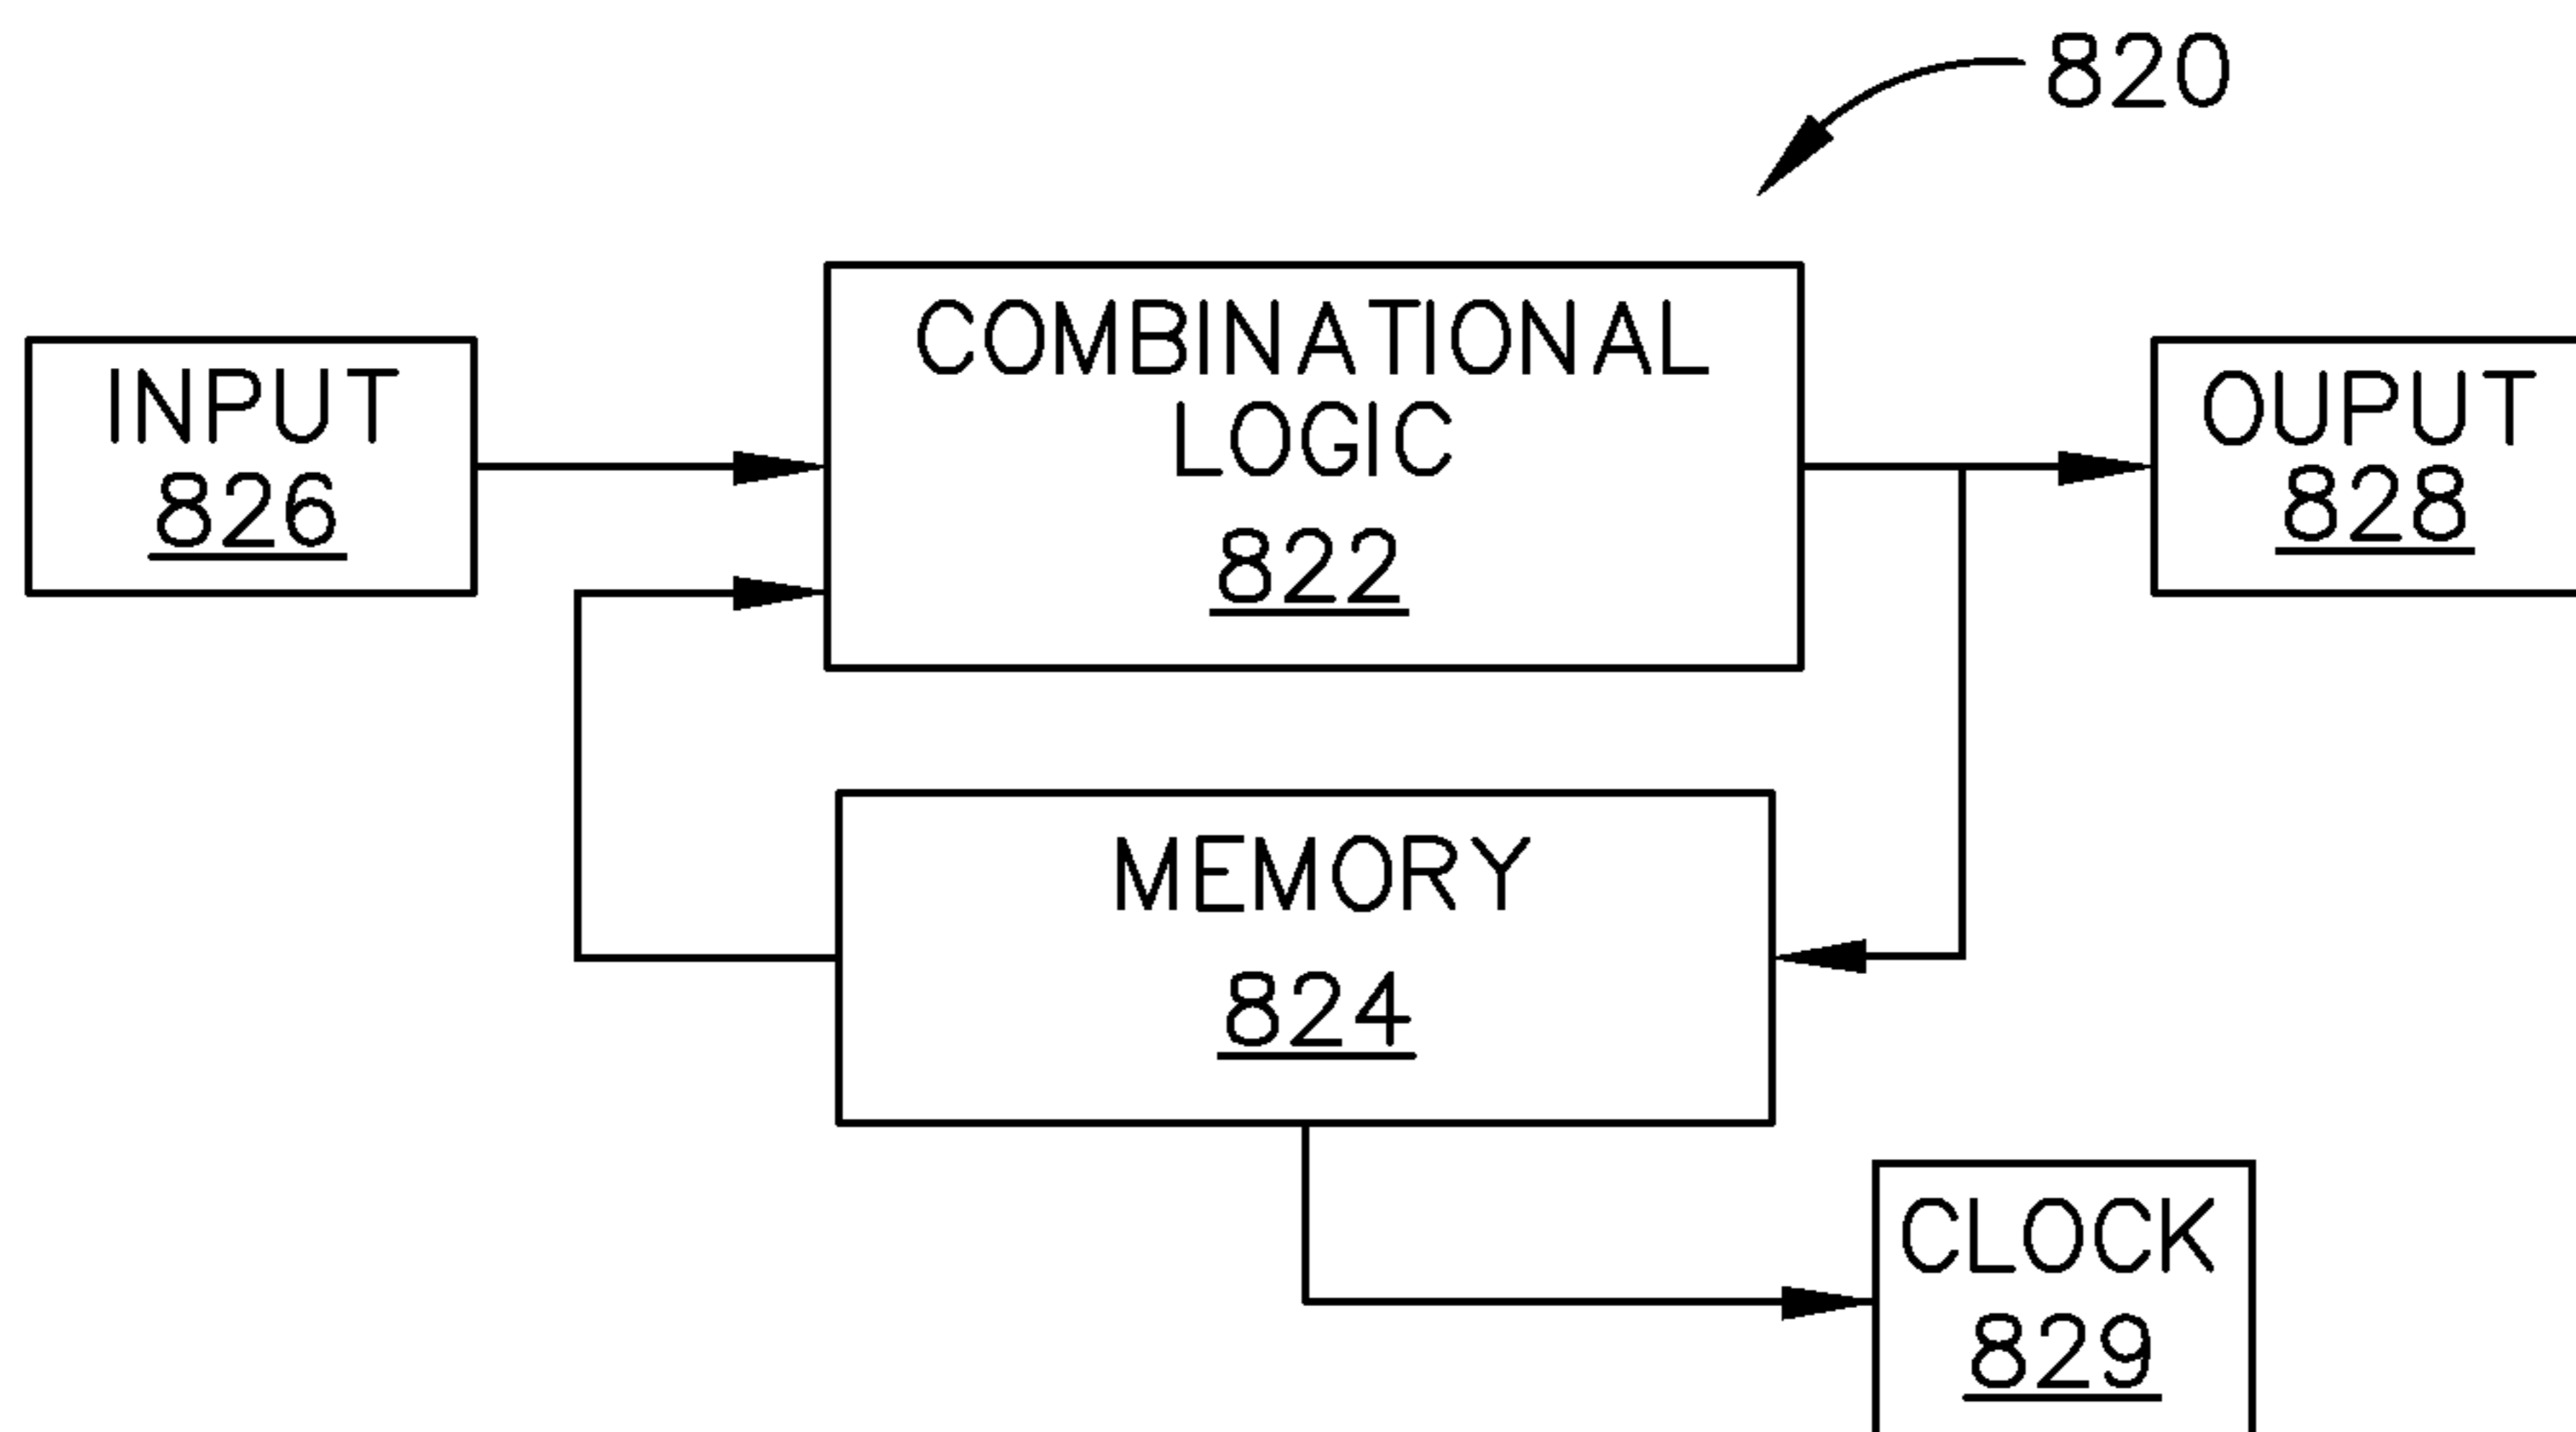 820
COMBINATIONAL
LOGIC
822
INPUT
826
OUPUT
828
MEMORY
824
CLOCK
829